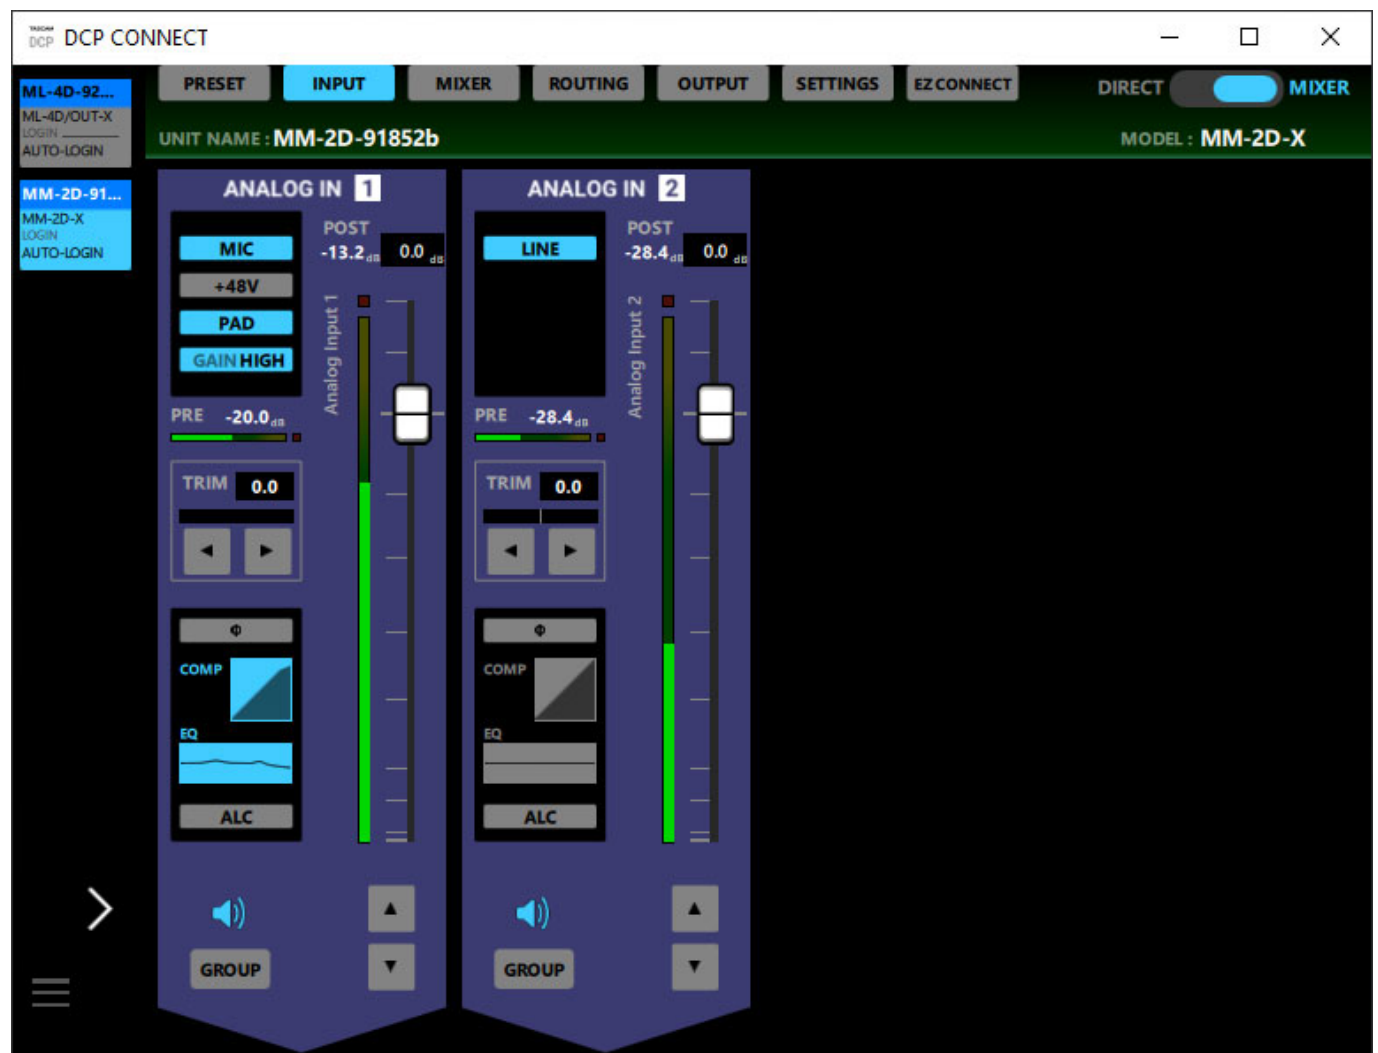 TASCAM
DCP DCP CONNECT
ML-4D-92...
ML-4D/OUT-X
LOGIN
AUTO-LOGIN
MM-2D-91...
MM-2D-X
LOGIN
AUTO-LOGIN
PRESET INPUT MIXER ROUTING OUTPUT SETTINGS EZ CONNECT DIRECT MIXER
UNIT NAME : MM-2D-91852b MODEL : MM-2D-X
ANALOG IN 1
MIC
+48V
PAD
GAIN HIGH
POST
-13.2 dB 0.0 dB
Analog Input 1
PRE -20.0 dB
TRIM 0.0
Φ
COMP
EQ
ALC
GROUP
ANALOG IN 2
LINE
POST
-28.4 dB 0.0 dB
Analog Input 2
PRE -28.4 dB
TRIM 0.0
Φ
COMP
EQ
ALC
GROUP